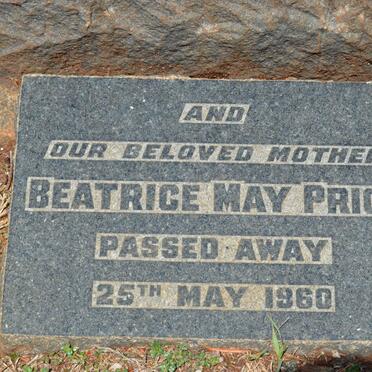 AND
OUR BELOVED MOTHE
BEATRICE MAY PRIC
PASSED AWAY
25TH MAY 1960